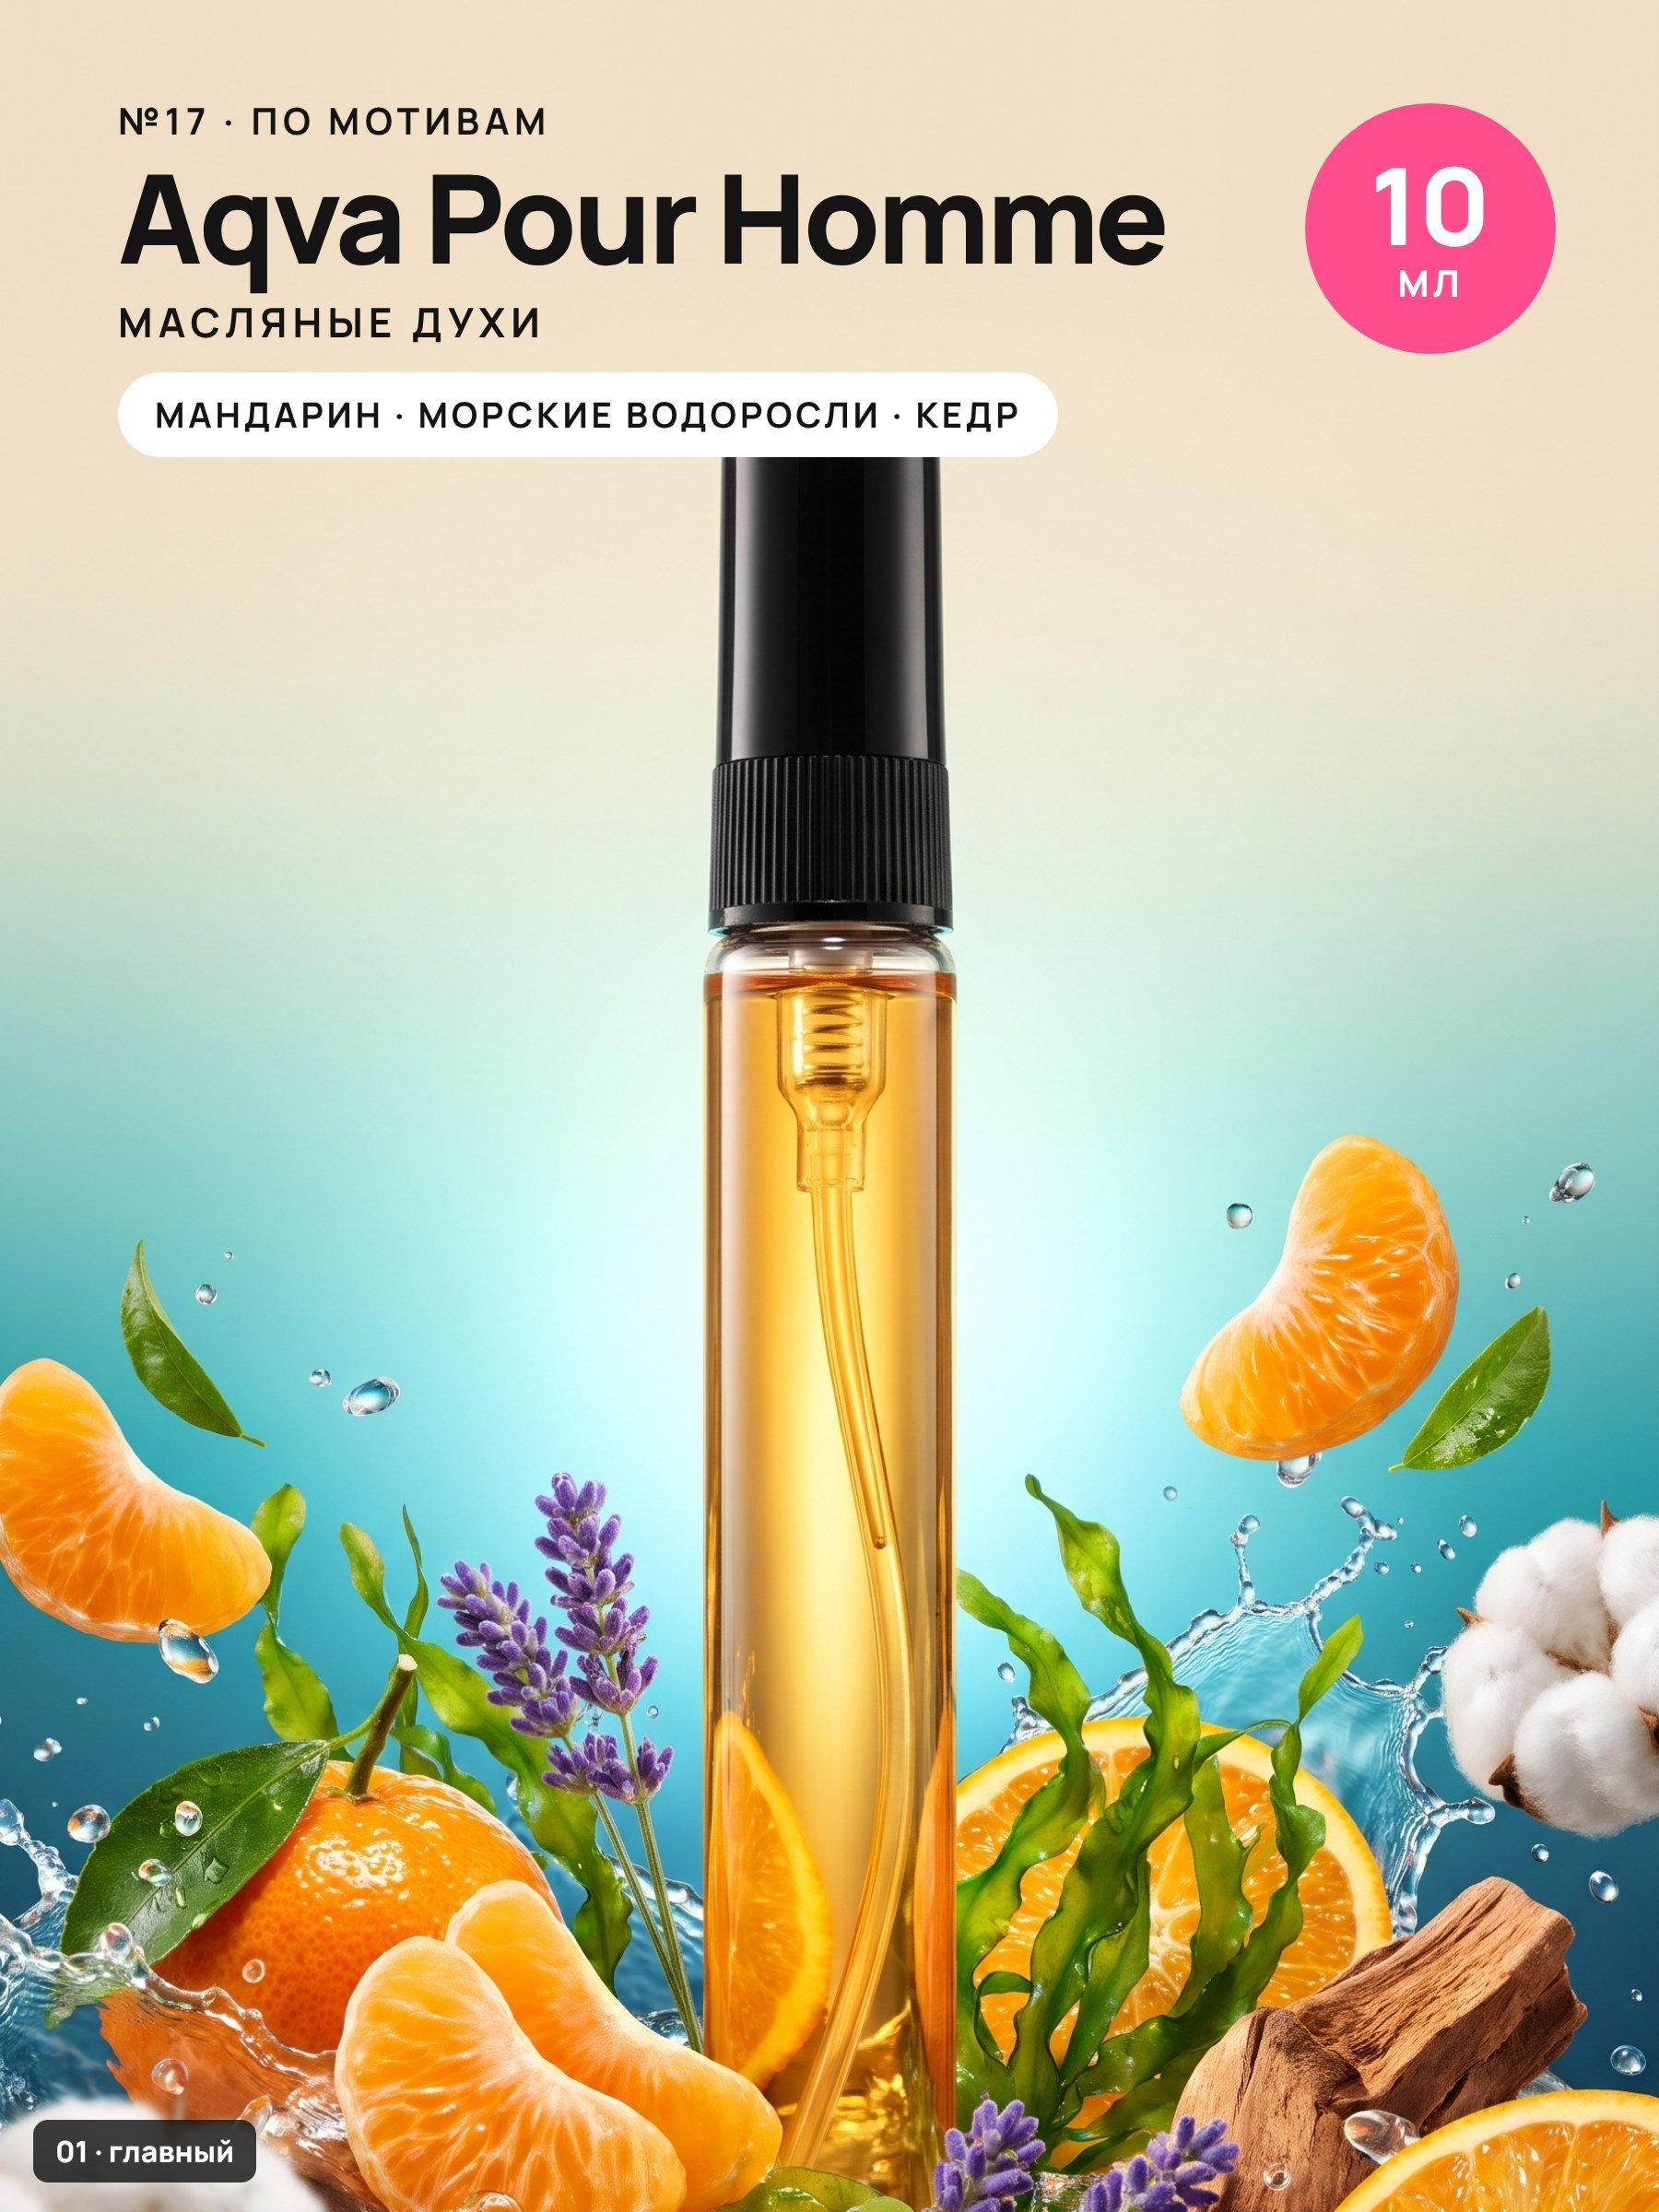 №17 · ПО МОТИВАМ
Aqva Pour Homme
МАСЛЯНЫЕ ДУХИ
МАНДАРИН · МОРСКИЕ ВОДОРОСЛИ · КЕДР
10
МЛ
01 · главный